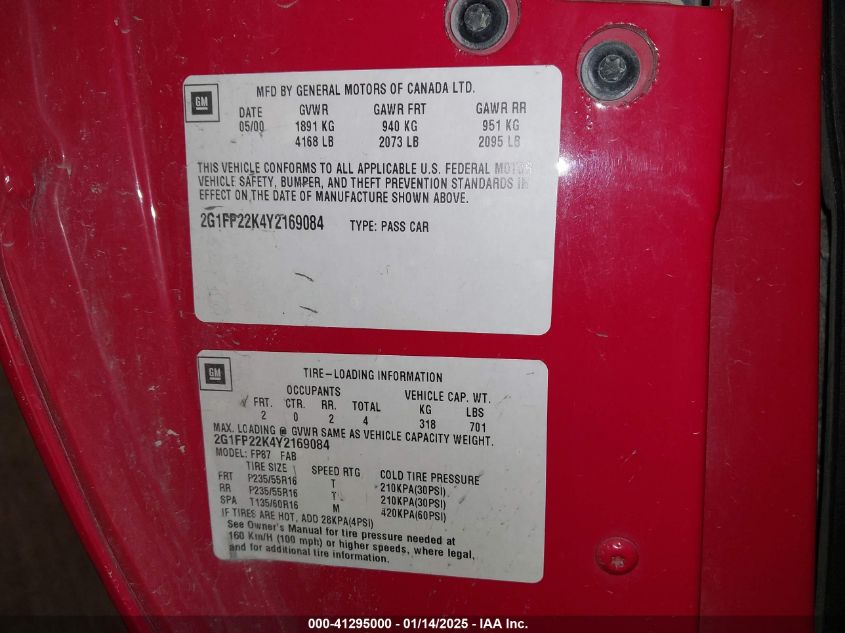 MFD BY GENERAL MOTORS OF CANADA LTD.
GM
DATE GVWR GAWR FRT GAWR RR
05/00 1891 KG 940 KG 951 KG
4168 LB 2073 LB 2095 LB
THIS VEHICLE CONFORMS TO ALL APPLICABLE U.S. FEDERAL MOTOR
VEHICLE SAFETY, BUMPER, AND THEFT PREVENTION STANDARDS IN
EFFECT ON THE DATE OF MANUFACTURE SHOWN ABOVE.
2G1FP22K4Y2169084 TYPE: PASS CAR
GM
TIRE-LOADING INFORMATION
OCCUPANTS VEHICLE CAP. WT.
FRT. CTR. RR. TOTAL KG LBS
2 0 2 4 318 701
MAX. LOADING @ GVWR SAME AS VEHICLE CAPACITY WEIGHT.
2G1FP22K4Y2169084
MODEL: FP87 FAB
TIRE SIZE SPEED RTG COLD TIRE PRESSURE
FRT P235/55R16 T 210KPA(30PSI)
RR P235/55R16 T 210KPA(30PSI)
SPA T135/60R16 M 420KPA(60PSI)
IF TIRES ARE HOT, ADD 28KPA(4PSI)
See Owner's Manual for tire pressure needed at
160 Km/H (100 mph) or higher speeds, where legal,
and for additional tire information.
000-41295000 - 01/14/2025 - IAA Inc.